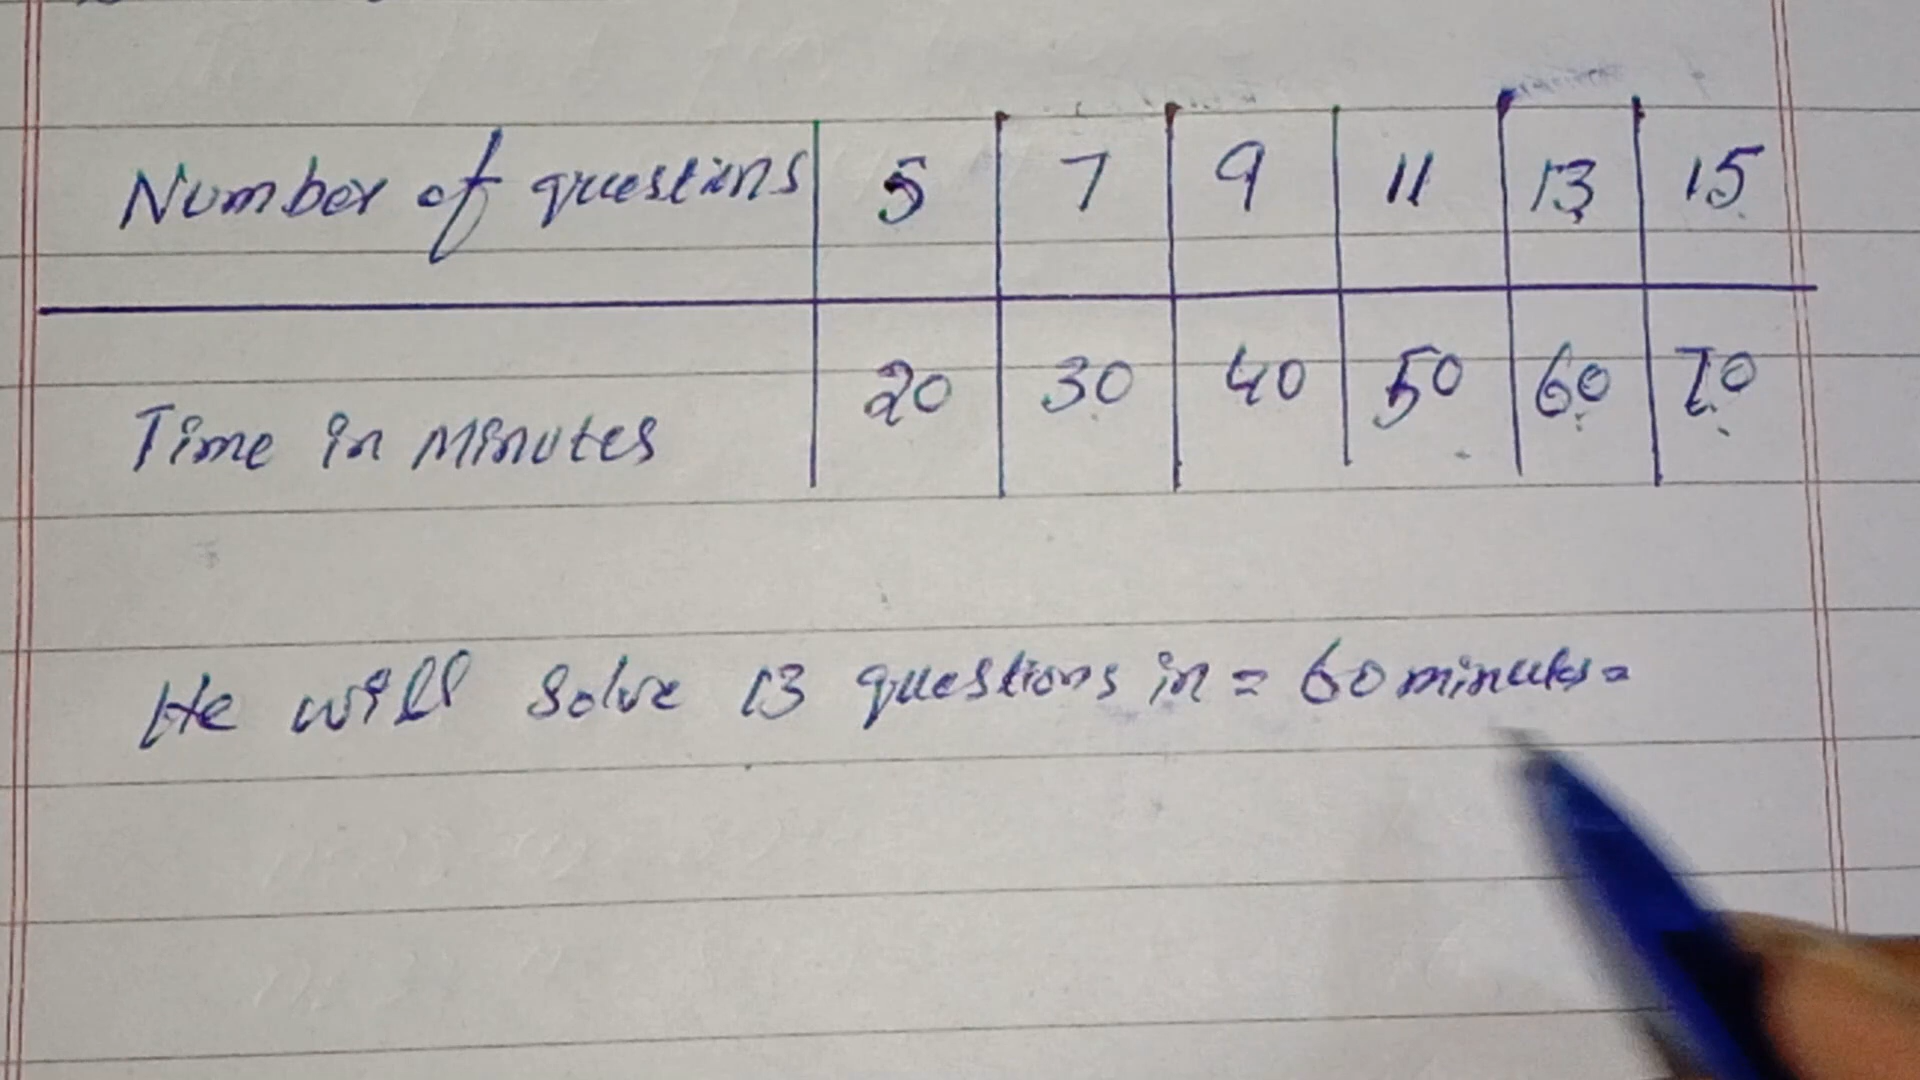 Number of questions 5 7 9 11 13 15
Time in Minutes 20 30 40 50 60 70
He will solve 13 questions in = 60 minutes =